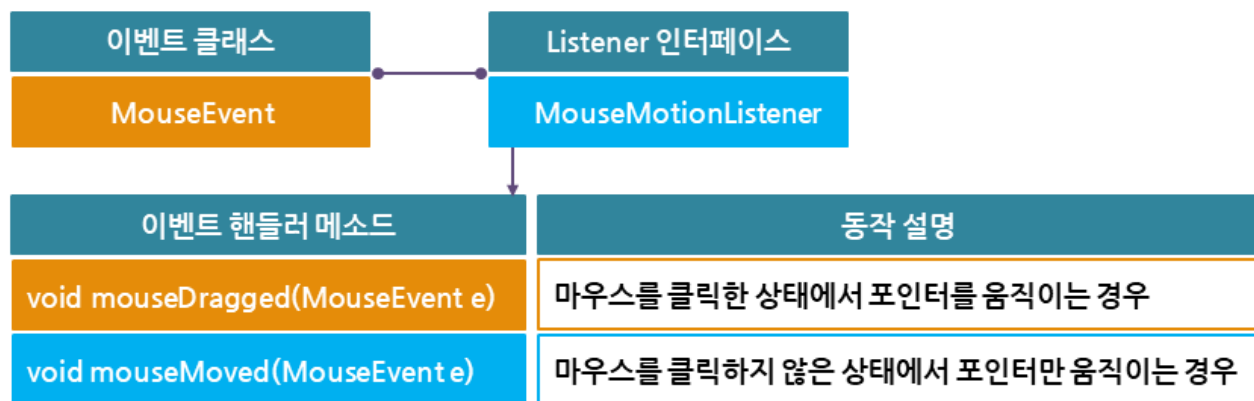 이벤트 클래스
Listener 인터페이스
MouseEvent
MouseMotionListener
이벤트 핸들러 메소드
동작 설명
void mouseDragged(MouseEvent e)
마우스를 클릭한 상태에서 포인터를 움직이는 경우
void mouseMoved(MouseEvent e)
마우스를 클릭하지 않은 상태에서 포인터만 움직이는 경우